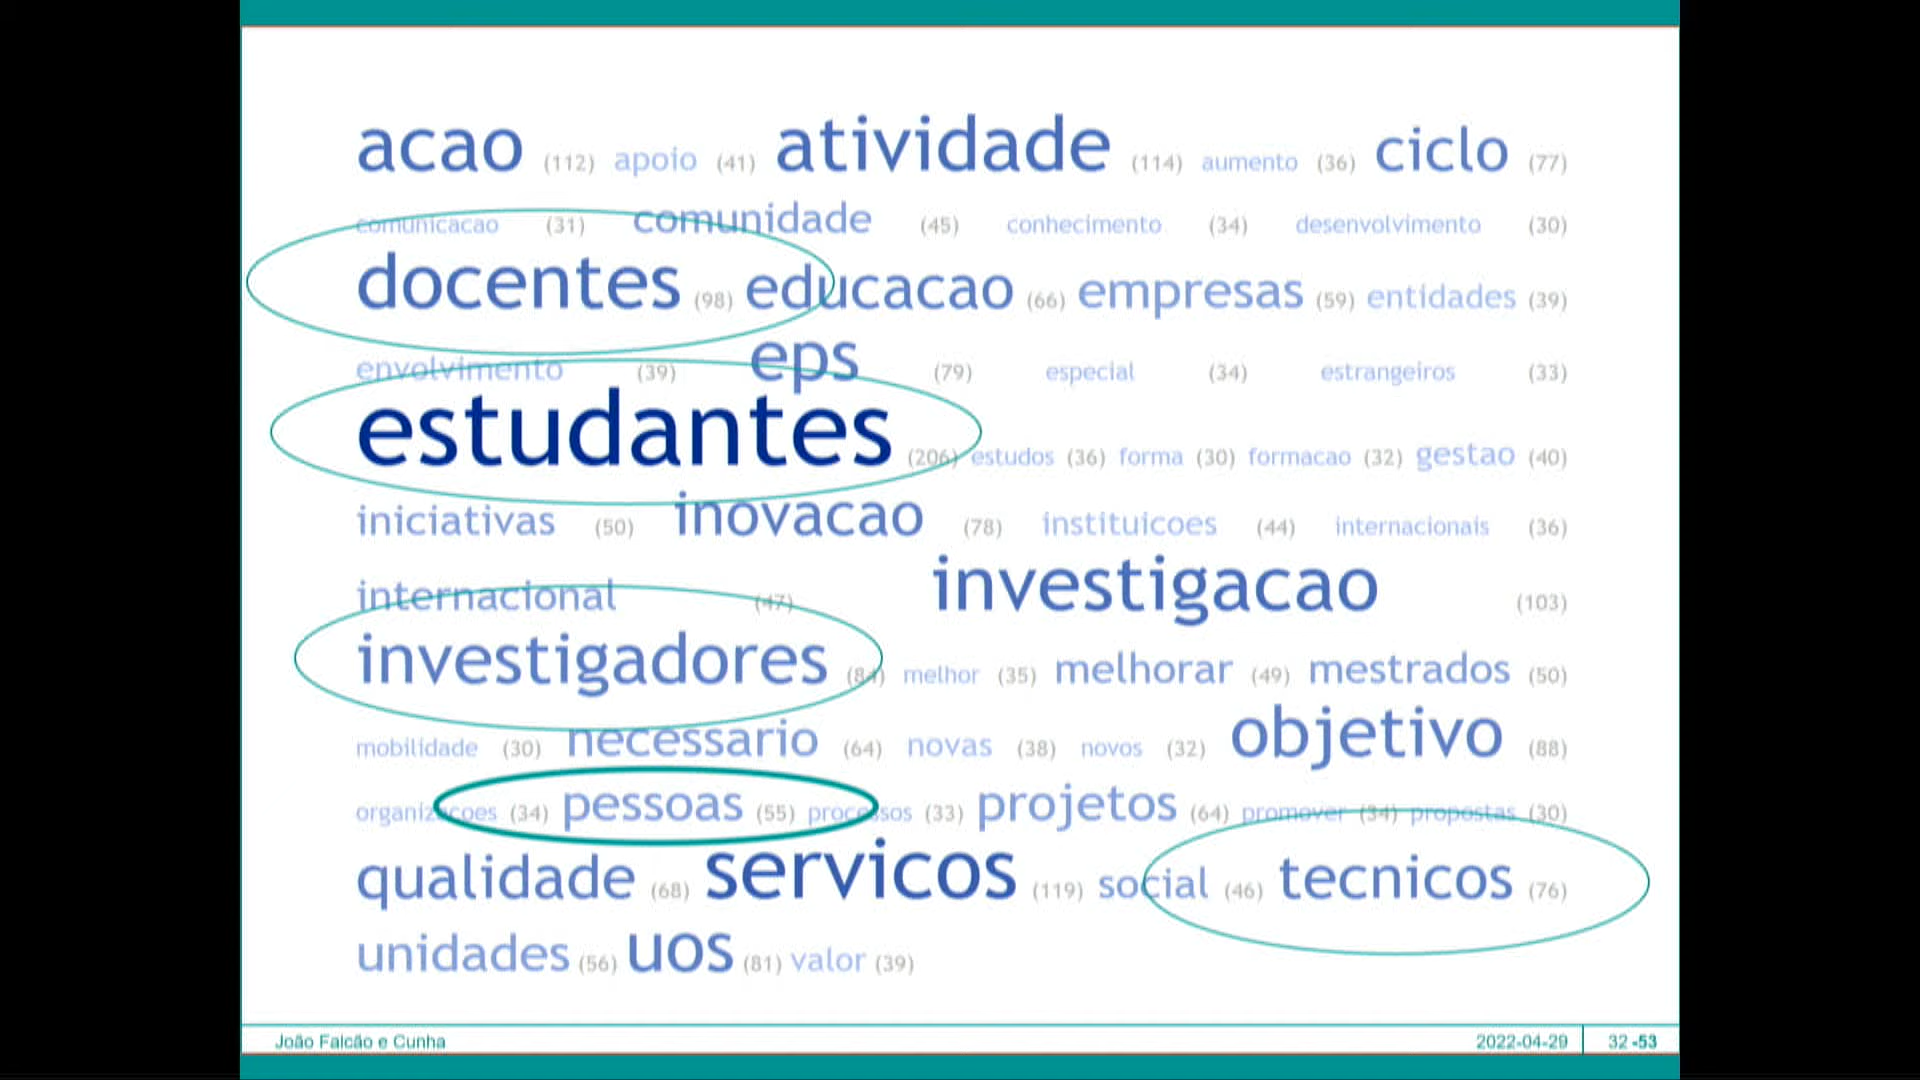 acao (112) apoio (41) atividade (114) aumento (36) ciclo (77)
comunicacao (31) comunidade (45) conhecimento (34) desenvolvimento (30)
docentes (98) educacao (66) empresas (59) entidades (39)
envolvimento (39) eps (79) especial (34) estrangeiros (33)
estudantes (206) estudos (36) forma (30) formacao (32) gestao (40)
iniciativas (50) inovacao (78) instituicoes (44) internacionais (36)
internacional (47) investigacao (103)
investigadores (84) melhor (35) melhorar (49) mestrados (50)
mobilidade (30) necessario (64) novas (38) novos (32) objetivo (88)
organizacoes (34) pessoas (55) processos (33) projetos (64) promover (34) propostas (30)
qualidade (68) servicos (119) social (46) tecnicos (76)
unidades (56) uos (81) valor (39)
João Falcão e Cunha 2022-04-29 32 -53